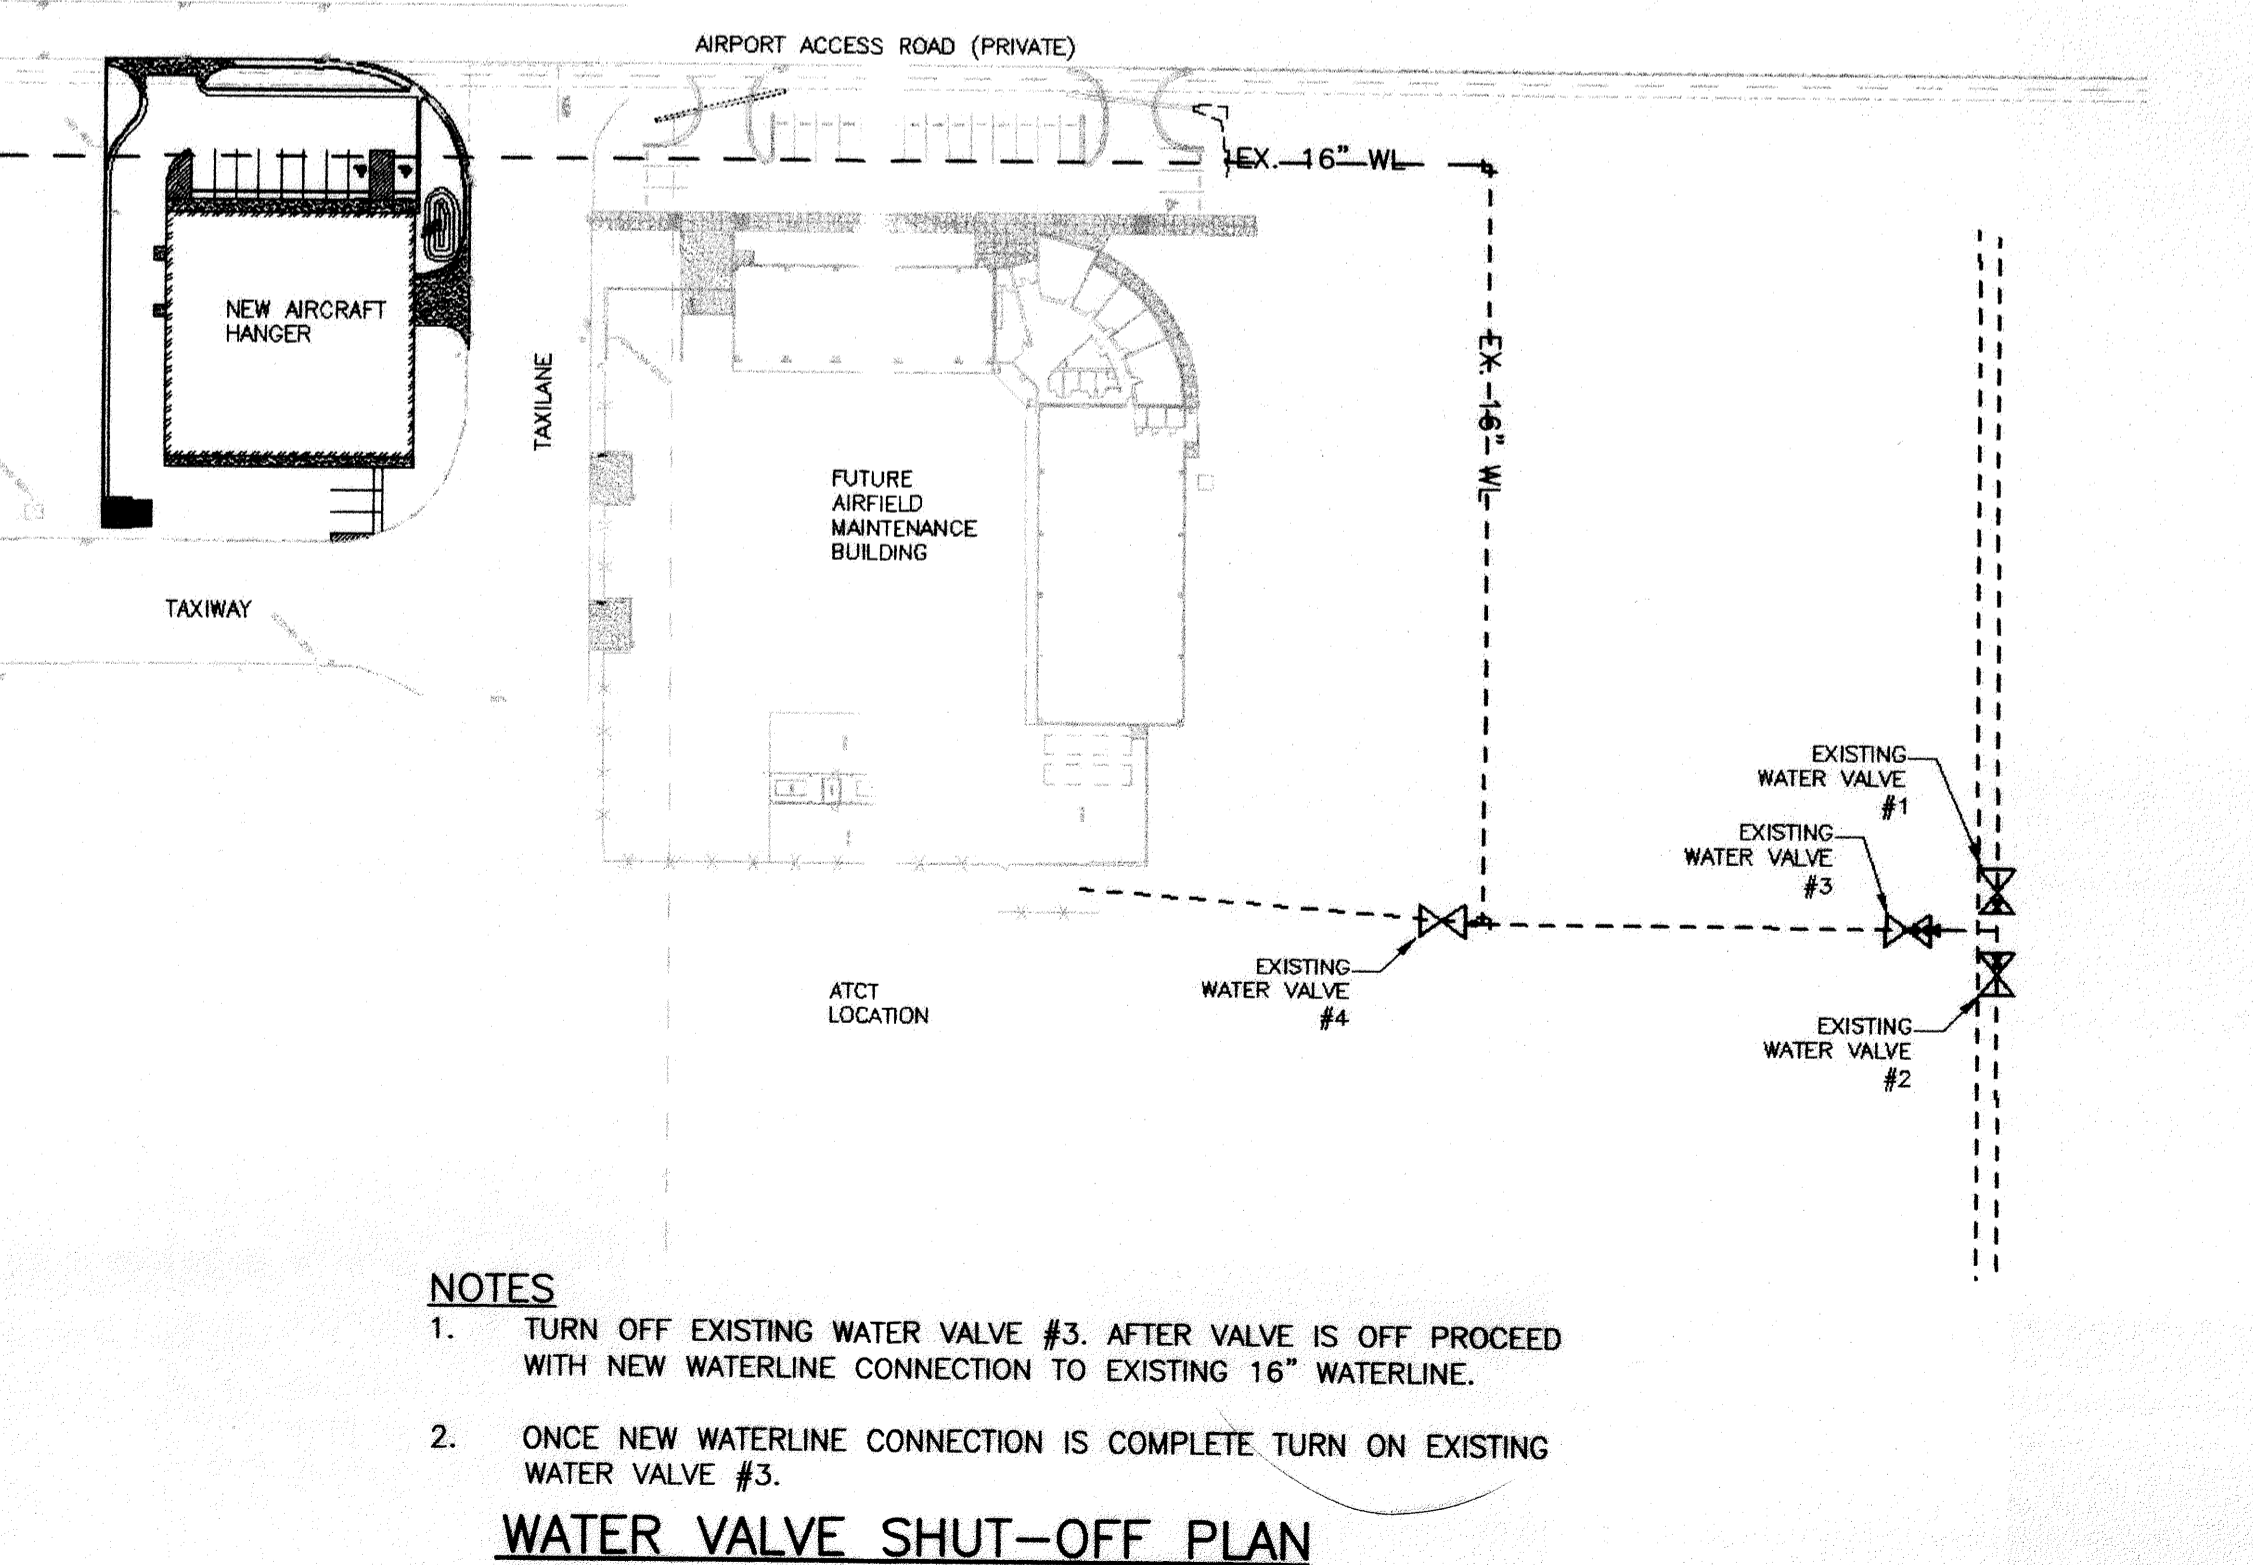 AIRPORT ACCESS ROAD (PRIVATE)
EX. 16" WL
NEW AIRCRAFT
HANGER
TAXILANE
EX. 16" WL
FUTURE
AIRFIELD
MAINTENANCE
BUILDING
TAXIWAY
EXISTING
WATER VALVE
#1
EXISTING
WATER VALVE
#3
EXISTING
WATER VALVE
#4
ATCT
LOCATION
EXISTING
WATER VALVE
#2
NOTES
1. TURN OFF EXISTING WATER VALVE #3. AFTER VALVE IS OFF PROCEED
WITH NEW WATERLINE CONNECTION TO EXISTING 16" WATERLINE.
2. ONCE NEW WATERLINE CONNECTION IS COMPLETE TURN ON EXISTING
WATER VALVE #3.
WATER VALVE SHUT-OFF PLAN